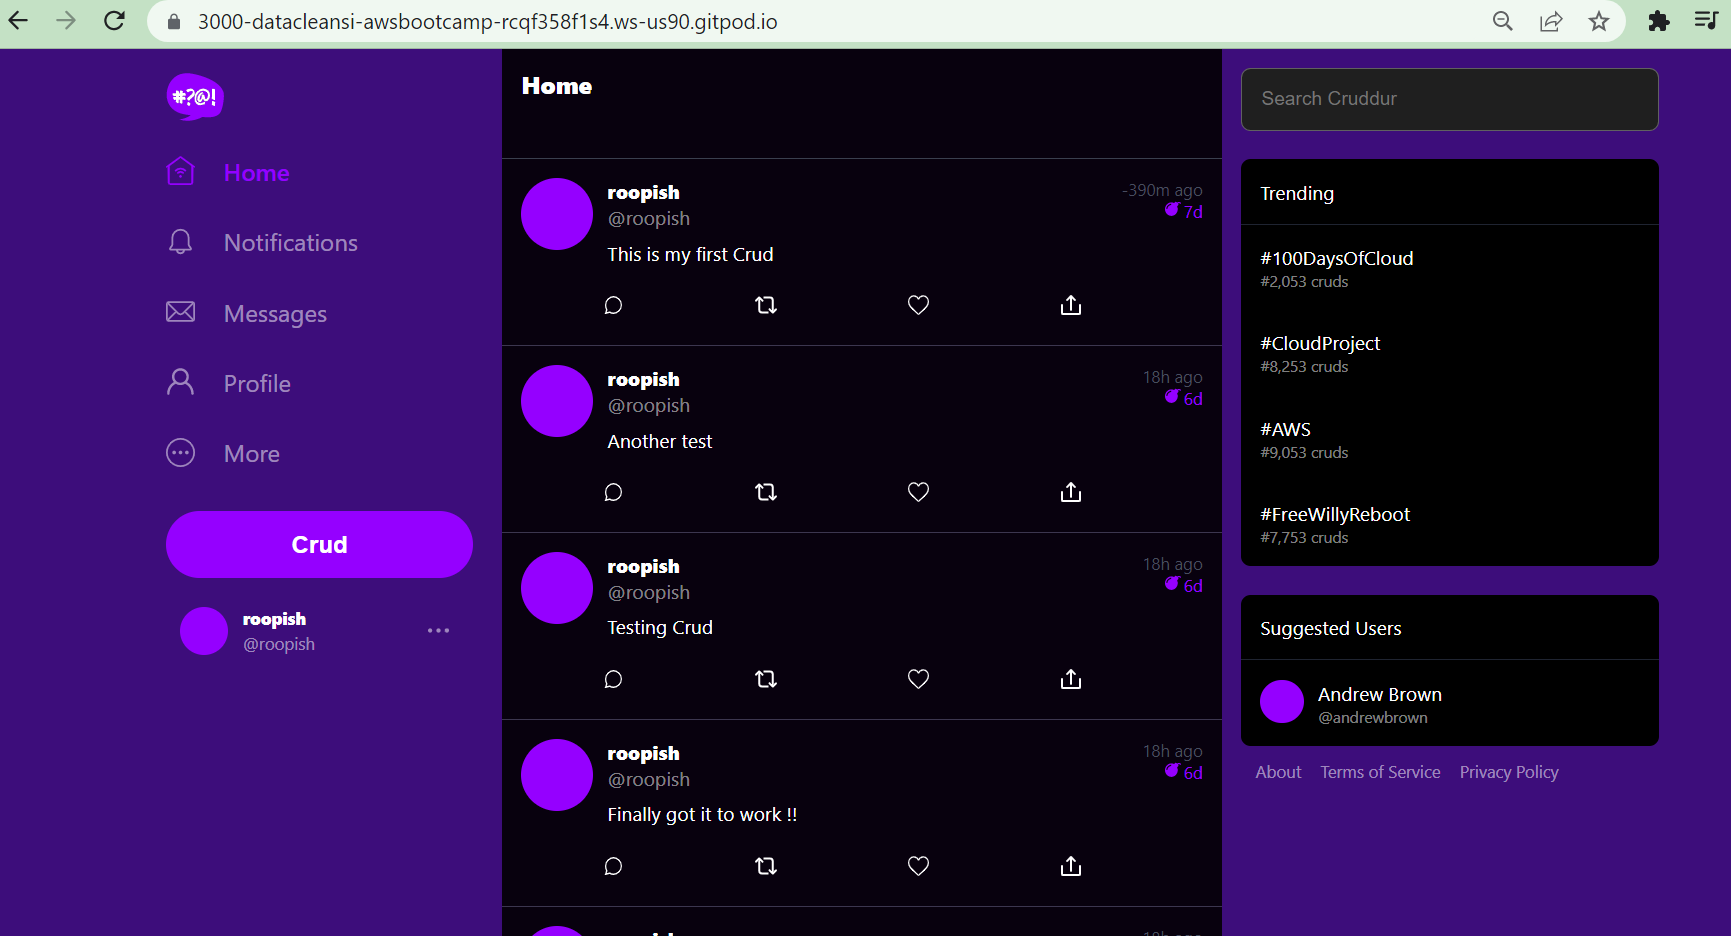 3000-datacleansi-awsbootcamp-rcqf358f1s4.ws-us90.gitpod.io
#?@!
Home
Notifications
Messages
Profile
More
Crud
roopish
@roopish
Home
roopish
-390m ago
@roopish
7d
This is my first Crud
roopish
18h ago
@roopish
6d
Another test
roopish
18h ago
@roopish
6d
Testing Crud
roopish
18h ago
@roopish
6d
Finally got it to work !!
Search Cruddur
Trending
#100DaysOfCloud
#2,053 cruds
#CloudProject
#8,253 cruds
#AWS
#9,053 cruds
#FreeWillyReboot
#7,753 cruds
Suggested Users
Andrew Brown
@andrewbrown
About Terms of Service Privacy Policy